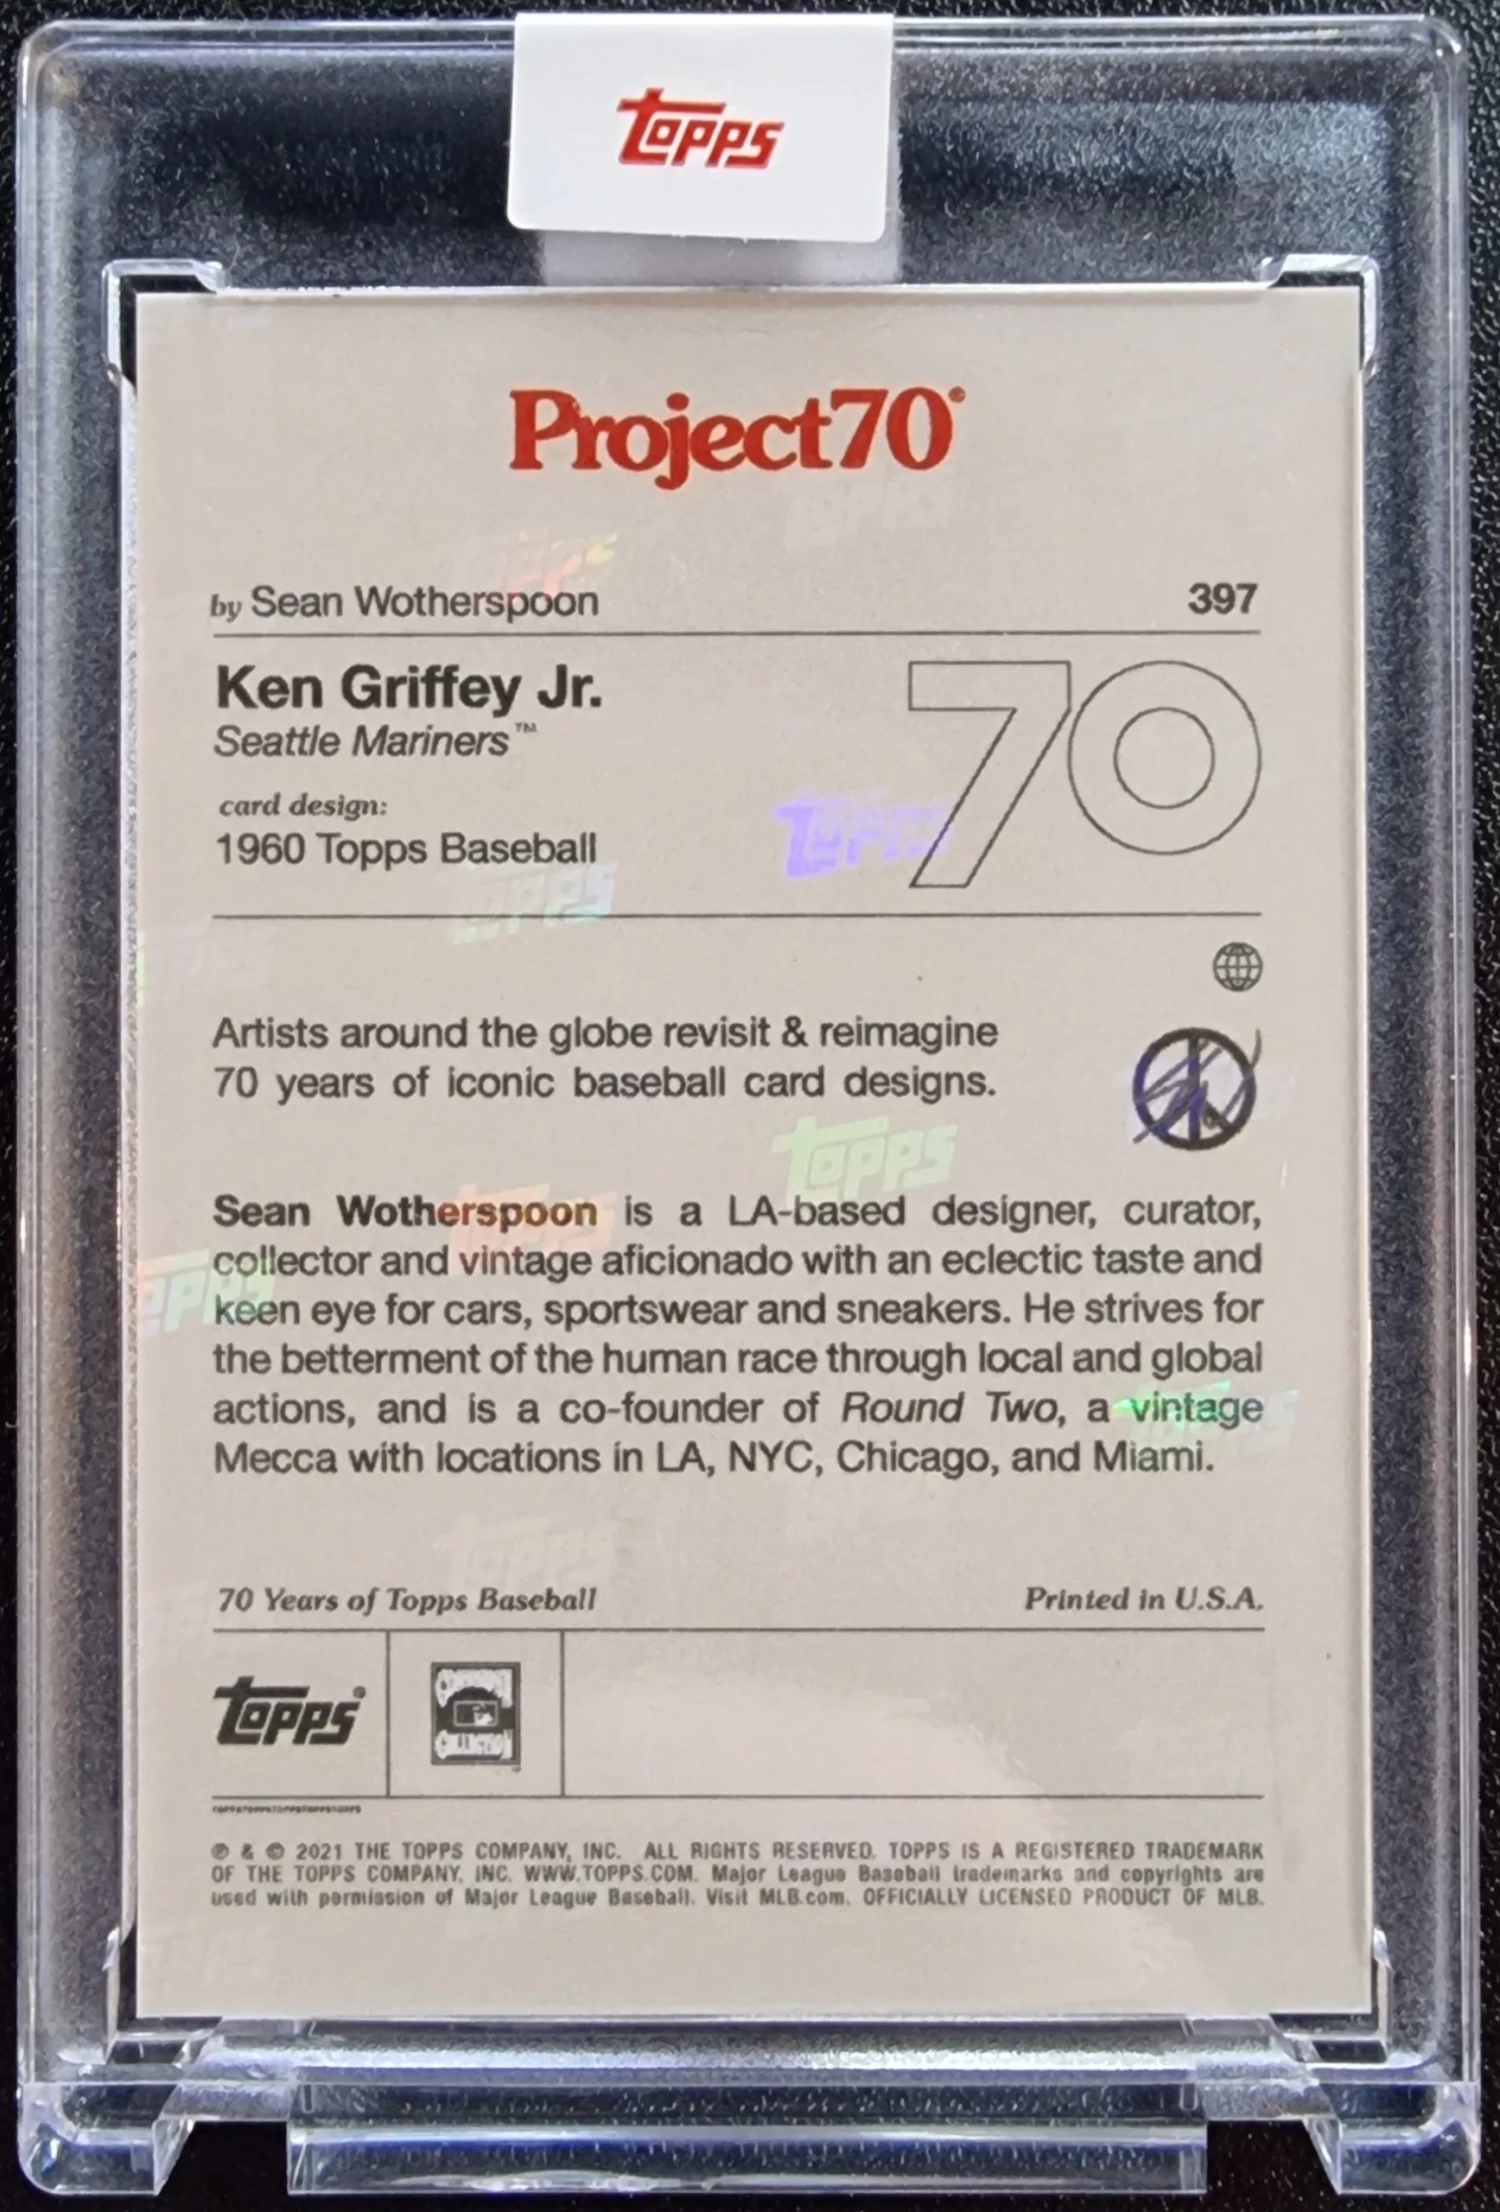 Topps
Project70®
by Sean Wotherspoon 397
Ken Griffey Jr.
Seattle Mariners™
70
card design:
1960 Topps Baseball
Artists around the globe revisit & reimagine
70 years of iconic baseball card designs.
Sean Wotherspoon is a LA-based designer, curator,
collector and vintage aficionado with an eclectic taste and
keen eye for cars, sportswear and sneakers. He strives for
the betterment of the human race through local and global
actions, and is a co-founder of Round Two, a vintage
Mecca with locations in LA, NYC, Chicago, and Miami.
70 Years of Topps Baseball Printed in U.S.A.
Topps®
COOPERSTOWN
COLLECTION
℗ & © 2021 THE TOPPS COMPANY, INC. ALL RIGHTS RESERVED. TOPPS IS A REGISTERED TRADEMARK
OF THE TOPPS COMPANY, INC. WWW.TOPPS.COM. Major League Baseball trademarks and copyrights are
used with permission of Major League Baseball. Visit MLB.com. OFFICIALLY LICENSED PRODUCT OF MLB.